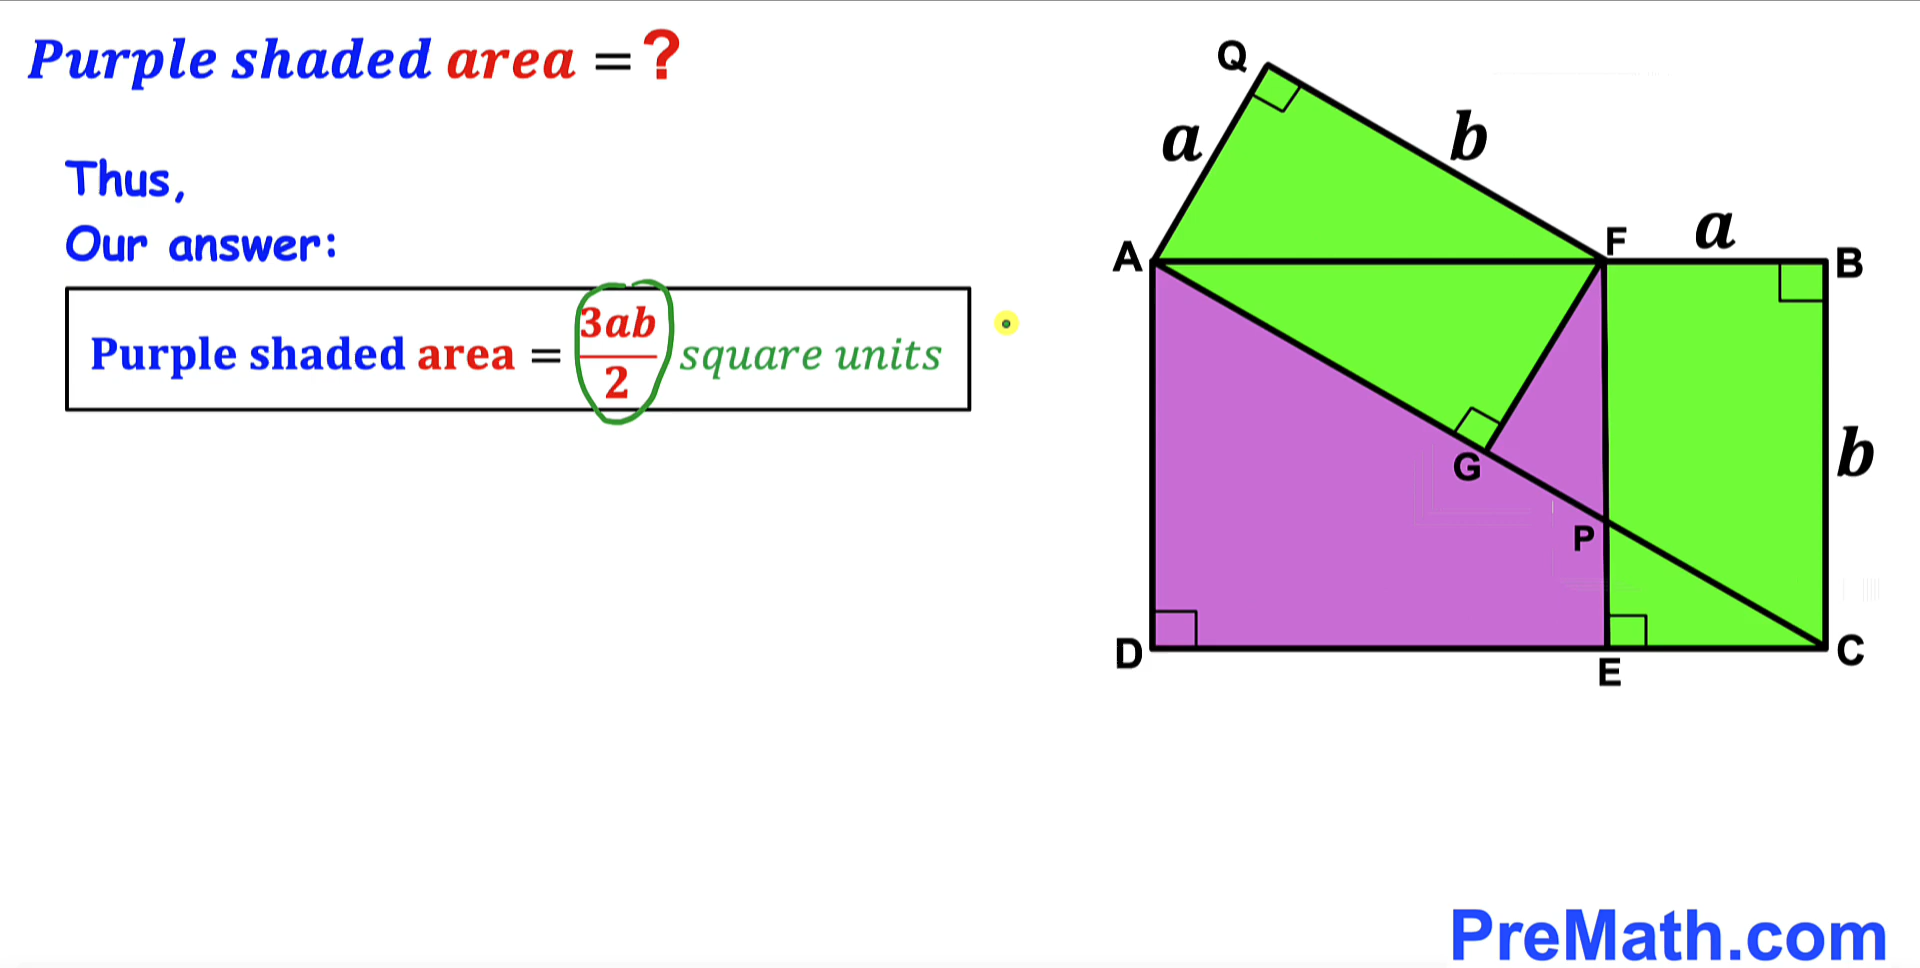 Purple shaded area = ?
Thus,
Our answer:
Purple shaded area = 3ab/2 square units
Q
a
b
A
F
a
B
G
b
P
D
E
C
PreMath.com